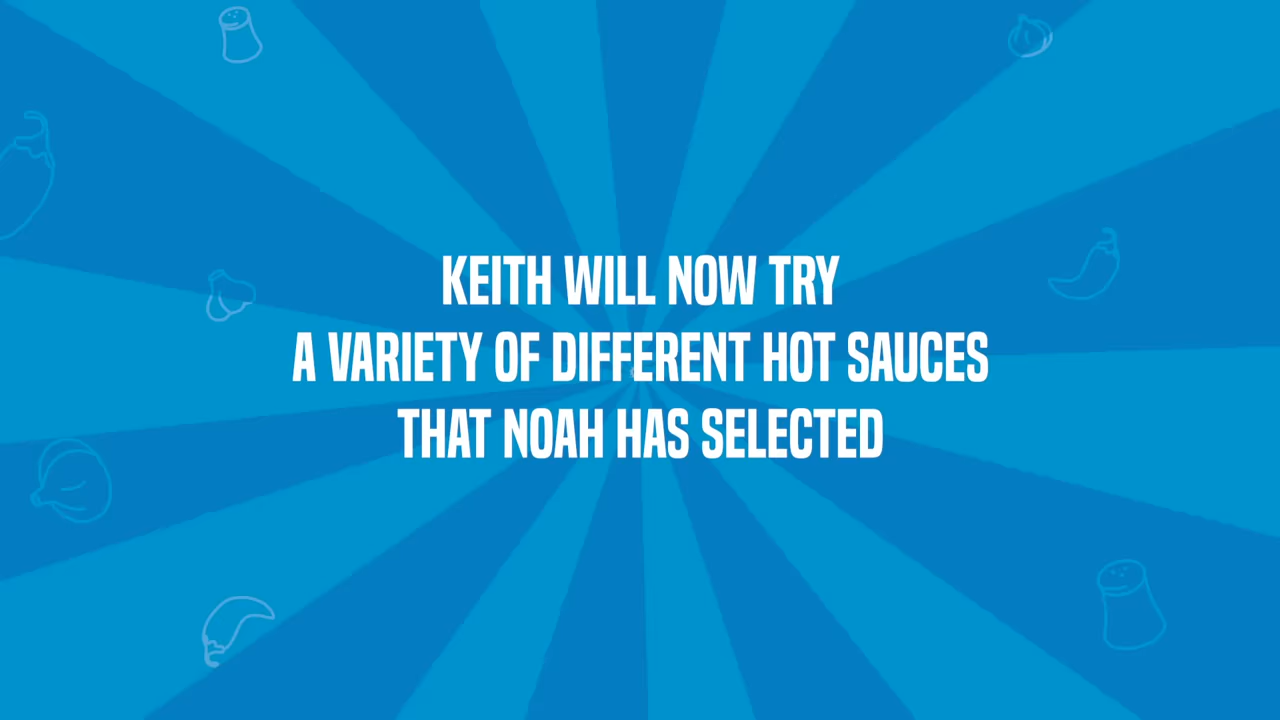 KEITH WILL NOW TRY
A VARIETY OF DIFFERENT HOT SAUCES
THAT NOAH HAS SELECTED